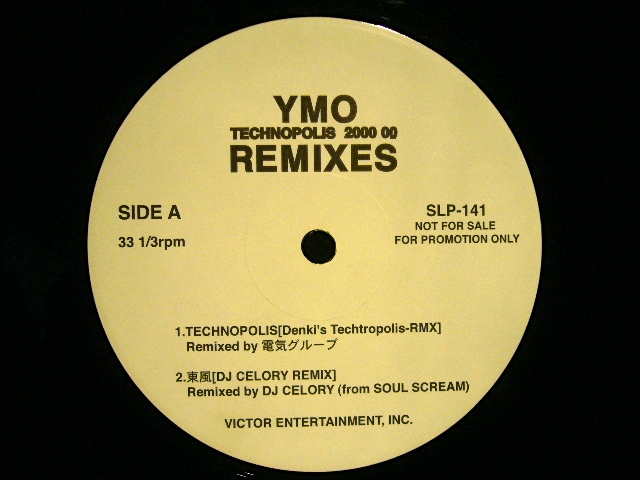 YMO
TECHNOPOLIS 2000 00
REMIXES
SIDE A
33 1/3rpm
SLP-141
NOT FOR SALE
FOR PROMOTION ONLY
1.TECHNOPOLIS[Denki's Techtropolis-RMX]
Remixed by 電気グルーブ
2.東風[DJ CELORY REMIX]
Remixed by DJ CELORY (from SOUL SCREAM)
VICTOR ENTERTAINMENT, INC.